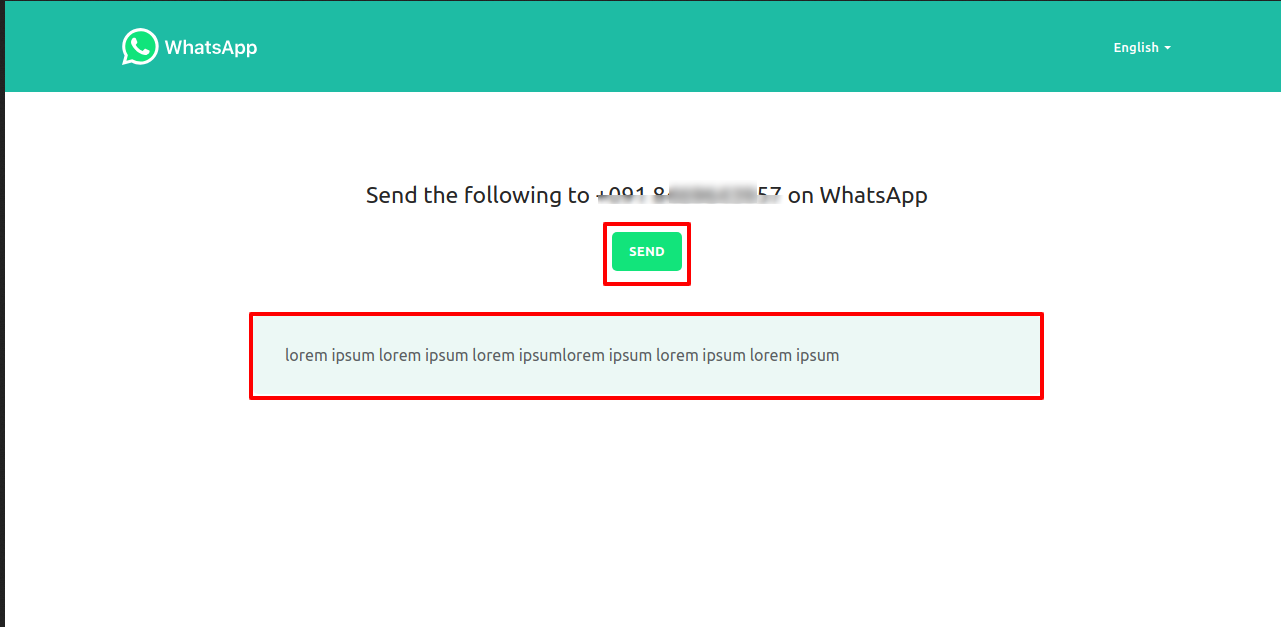 WhatsApp
English
Send the following to +091 8 57 on WhatsApp
SEND
lorem ipsum lorem ipsum lorem ipsumlorem ipsum lorem ipsum lorem ipsum